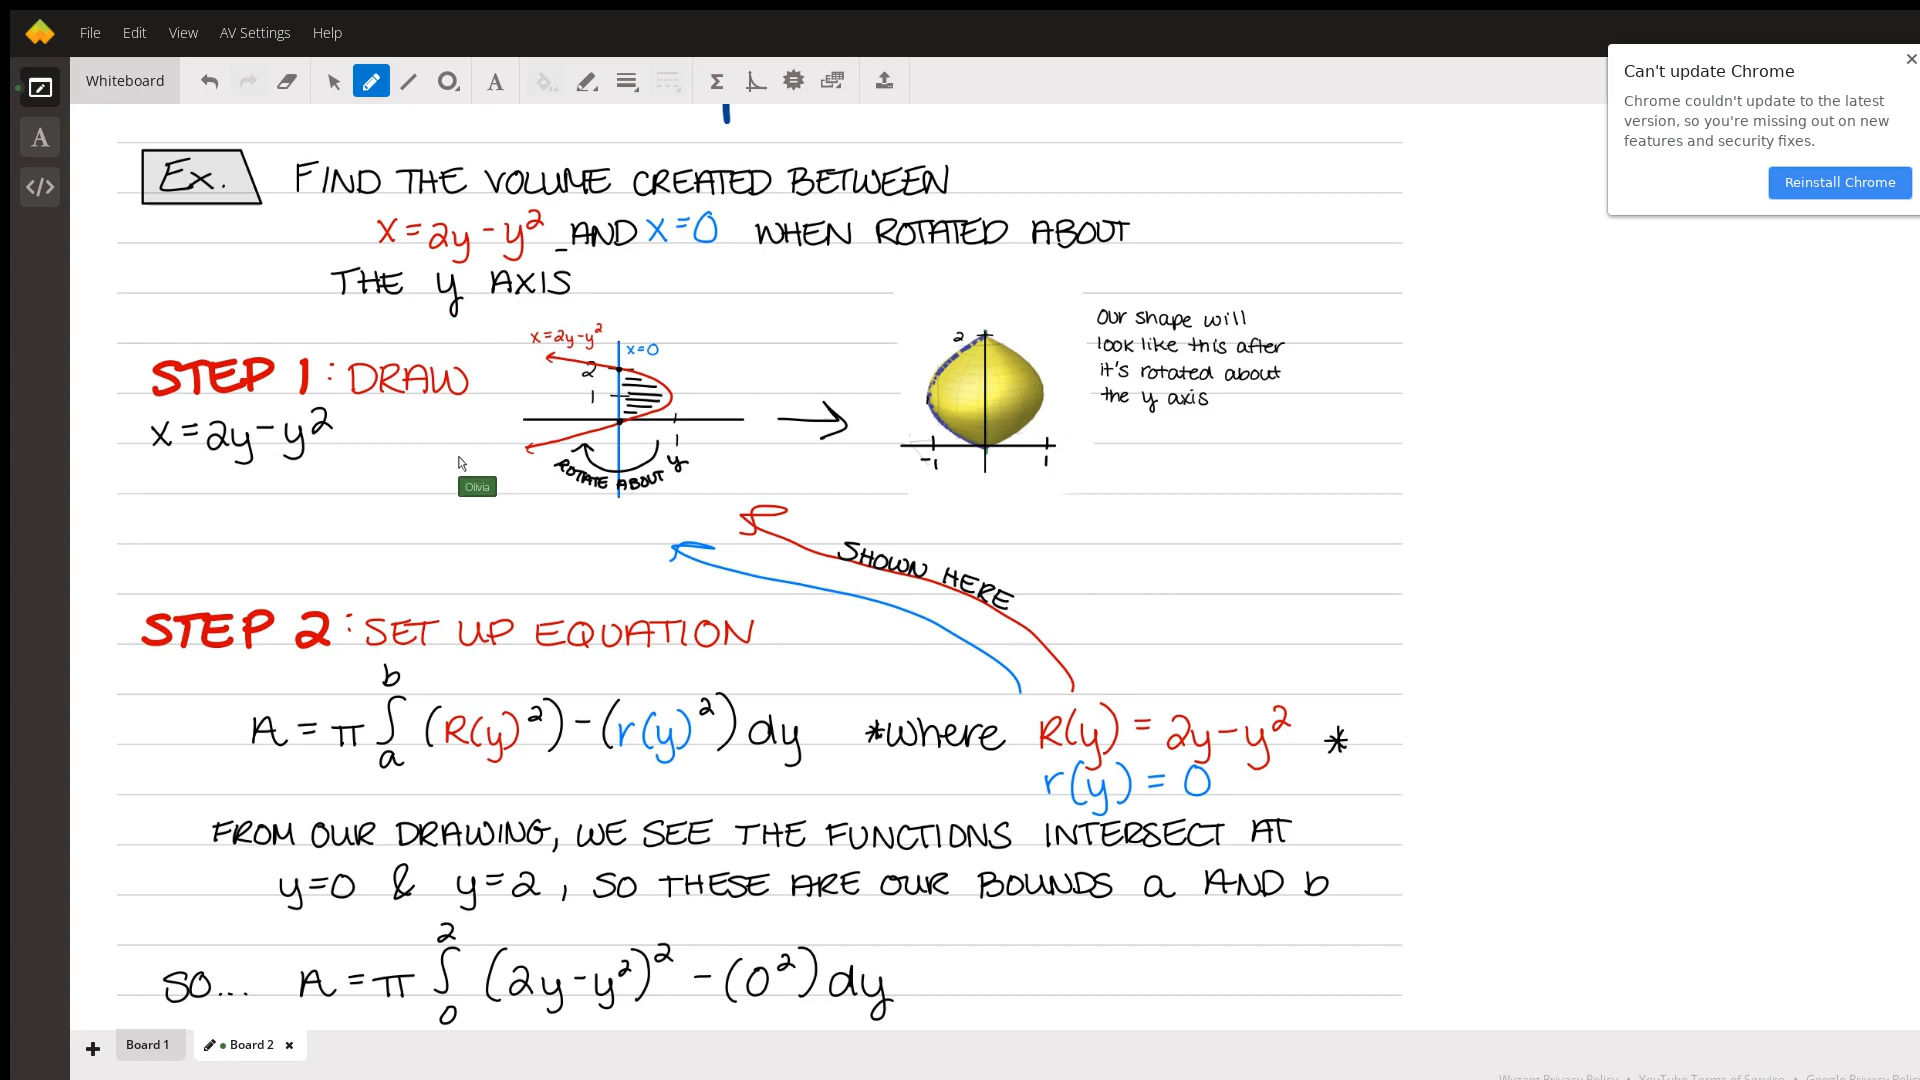 File Edit View AV Settings Help
Whiteboard
Can't update Chrome
Chrome couldn't update to the latest
version, so you're missing out on new
features and security fixes.
Reinstall Chrome
Ex. FIND THE VOLUME CREATED BETWEEN
x = 2y - y² AND x = 0 WHEN ROTATED ABOUT
THE y AXIS
STEP 1: DRAW
x = 2y - y²
x = 2y - y²
x = 0
2
1
1
ROTATE ABOUT y
2
-1 1
Our shape will
look like this after
it's rotated about
the y axis
Olivia
SHOWN HERE
STEP 2: SET UP EQUATION
A = π ∫ₐᵇ (R(y)²) - (r(y)²) dy *where R(y) = 2y - y² *
r(y) = 0
FROM OUR DRAWING, WE SEE THE FUNCTIONS INTERSECT AT
y=0 & y=2, SO THESE ARE OUR BOUNDS a AND b
SO... A = π ∫₀² (2y - y²)² - (0²) dy
Board 1 Board 2